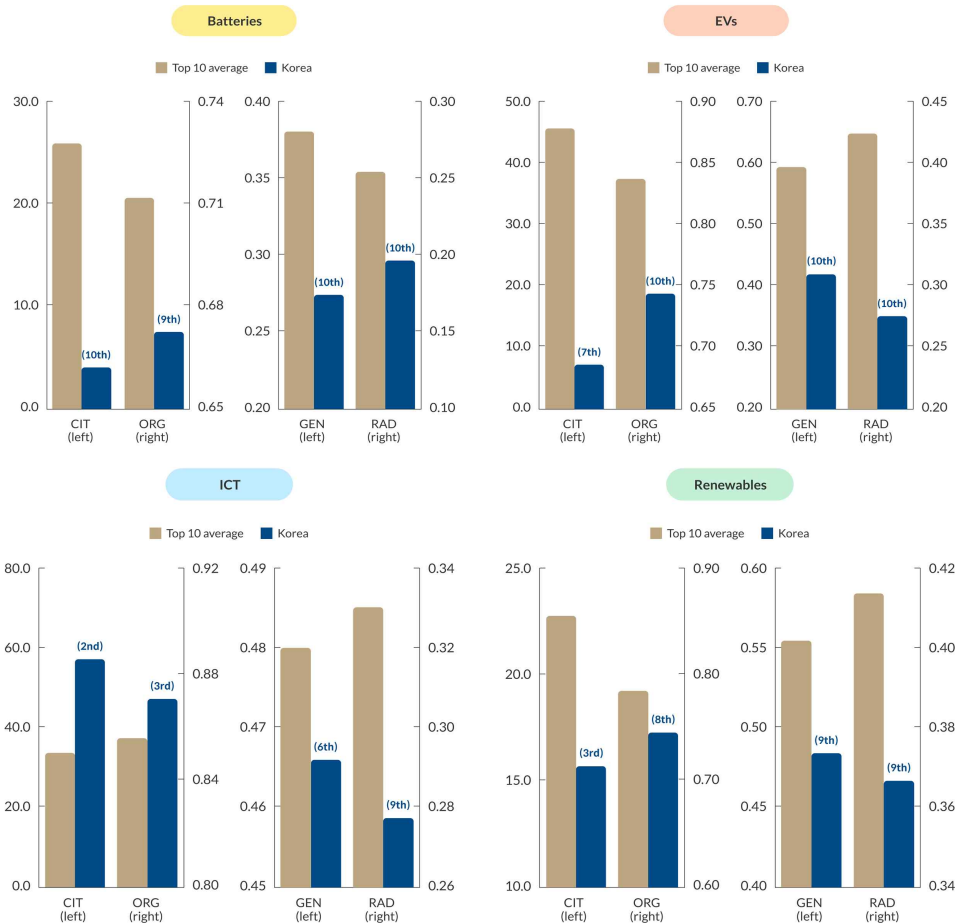 Batteries
Top 10 average Korea
30.0
20.0
10.0
0.0
0.74
0.71
0.68
0.65
(10th)
(9th)
CIT
(left)
ORG
(right)
0.40
0.35
0.30
0.25
0.20
0.30
0.25
0.20
0.15
0.10
(10th)
(10th)
GEN
(left)
RAD
(right)
EVs
Top 10 average Korea
50.0
40.0
30.0
20.0
10.0
0.0
0.90
0.85
0.80
0.75
0.70
0.65
(7th)
(10th)
CIT
(left)
ORG
(right)
0.70
0.60
0.50
0.40
0.30
0.20
0.45
0.40
0.35
0.30
0.25
0.20
(10th)
(10th)
GEN
(left)
RAD
(right)
ICT
Top 10 average Korea
80.0
60.0
40.0
20.0
0.0
0.92
0.88
0.84
0.80
(2nd)
(3rd)
CIT
(left)
ORG
(right)
0.49
0.48
0.47
0.46
0.45
0.34
0.32
0.30
0.28
0.26
(6th)
(9th)
GEN
(left)
RAD
(right)
Renewables
Top 10 average Korea
25.0
20.0
15.0
10.0
0.90
0.80
0.70
0.60
(3rd)
(8th)
CIT
(left)
ORG
(right)
0.60
0.55
0.50
0.45
0.40
0.42
0.40
0.38
0.36
0.34
(9th)
(9th)
GEN
(left)
RAD
(right)